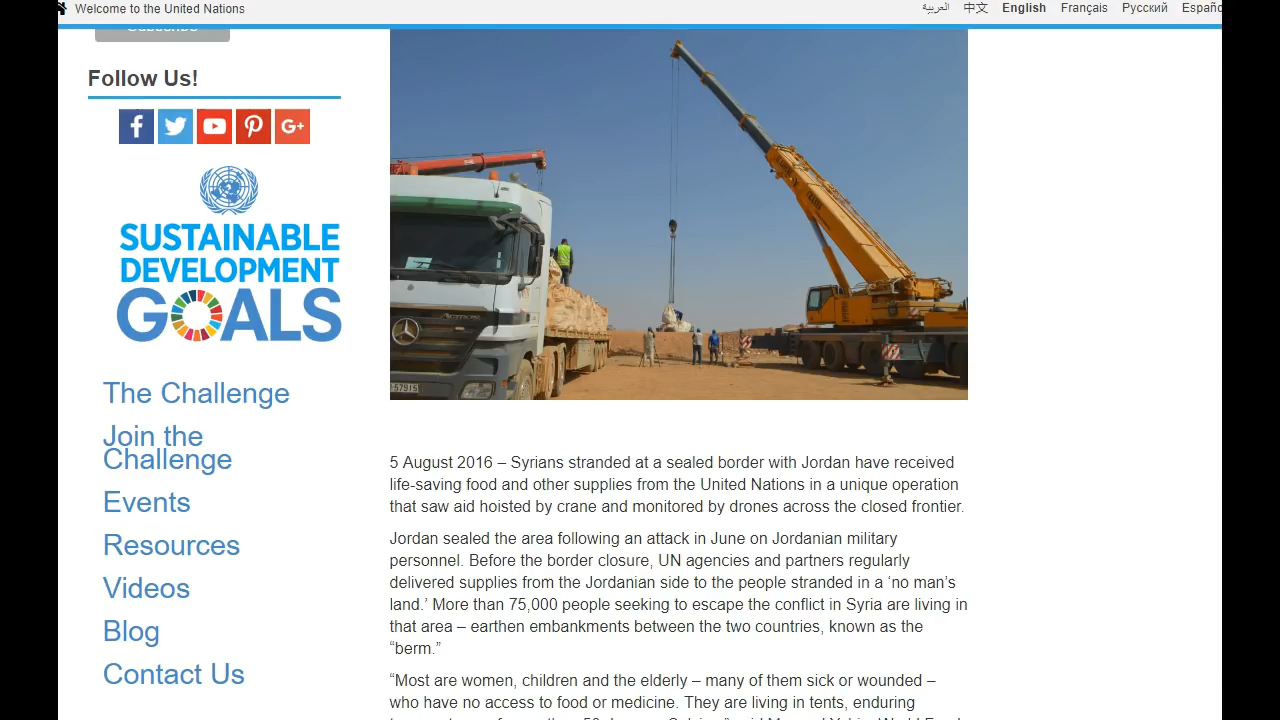 Welcome to the United Nations
العربية 中文 English Français Русский Españo
Subscribe
Follow Us!
SUSTAINABLE
DEVELOPMENT
GOALS
The Challenge
Join the
Challenge
Events
Resources
Videos
Blog
Contact Us
5 August 2016 – Syrians stranded at a sealed border with Jordan have received
life-saving food and other supplies from the United Nations in a unique operation
that saw aid hoisted by crane and monitored by drones across the closed frontier.
Jordan sealed the area following an attack in June on Jordanian military
personnel. Before the border closure, UN agencies and partners regularly
delivered supplies from the Jordanian side to the people stranded in a ‘no man’s
land.’ More than 75,000 people seeking to escape the conflict in Syria are living in
that area – earthen embankments between the two countries, known as the
“berm.”
“Most are women, children and the elderly – many of them sick or wounded –
who have no access to food or medicine. They are living in tents, enduring